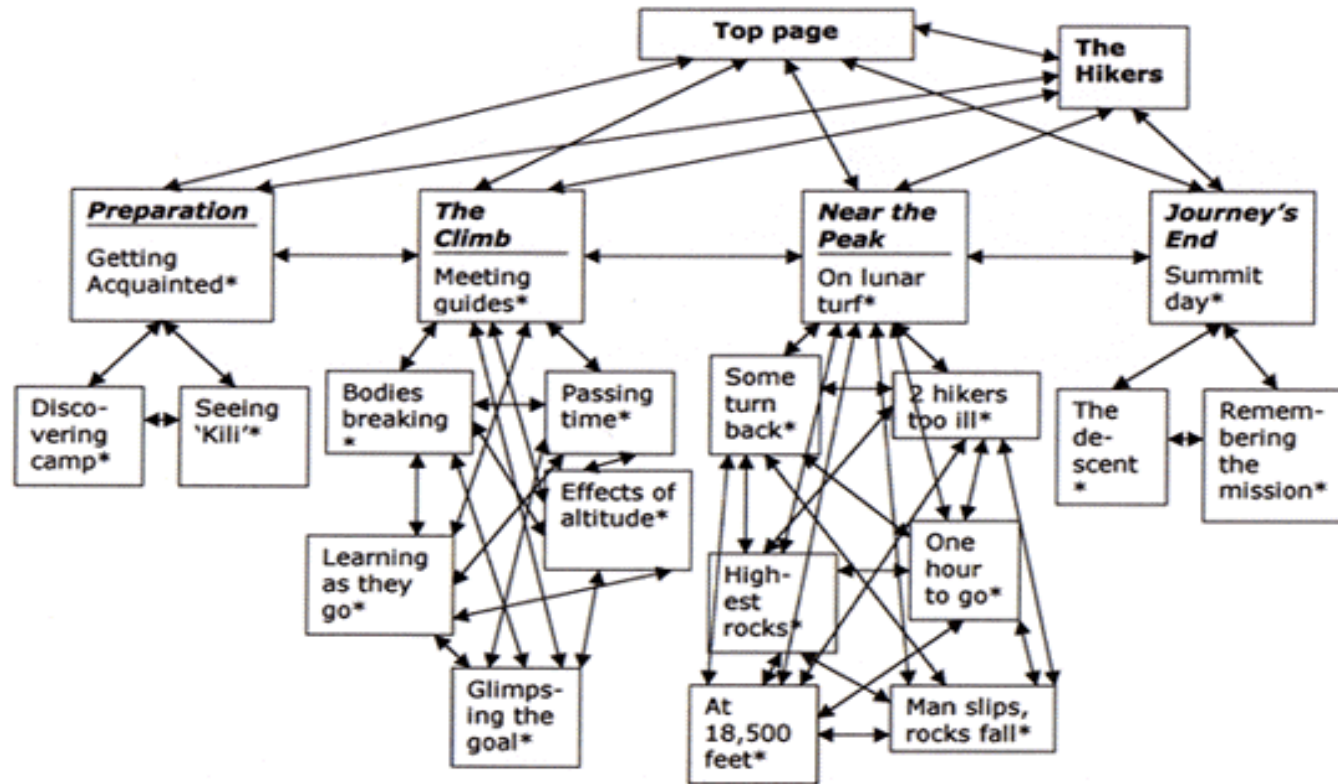 Top page
The
Hikers
Preparation
Getting
Acquainted*
The
Climb
Meeting
guides*
Near the
Peak
On lunar
turf*
Journey's
End
Summit
day*
Disco-
vering
camp*
Seeing
'Kili'*
Bodies
breaking
*
Passing
time*
Effects of
altitude*
Learning
as they
go*
Glimps-
ing the
goal*
Some
turn
back*
2 hikers
too ill*
High-
est
rocks*
One
hour
to go*
At
18,500
feet*
Man slips,
rocks fall*
The
de-
scent
*
Remem-
bering
the
mission*